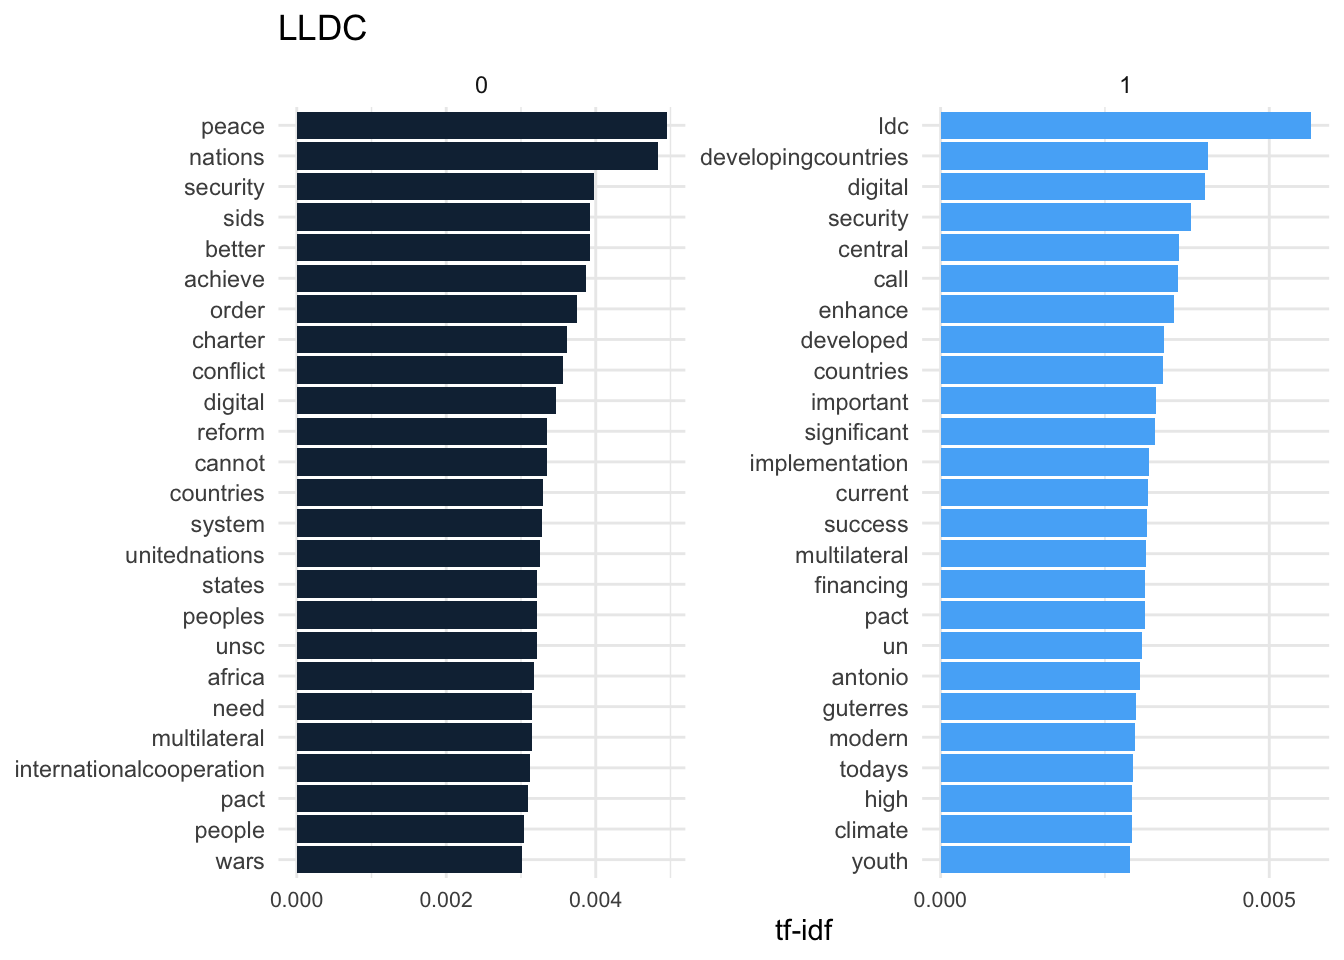 LLDC
0
peace
nations
security
sids
better
achieve
order
charter
conflict
digital
reform
cannot
countries
system
unitednations
states
peoples
unsc
africa
need
multilateral
internationalcooperation
pact
people
wars
0.000
0.002
0.004
1
ldc
developingcountries
digital
security
central
call
enhance
developed
countries
important
significant
implementation
current
success
multilateral
financing
pact
un
antonio
guterres
modern
todays
high
climate
youth
0.000
0.005
tf-idf